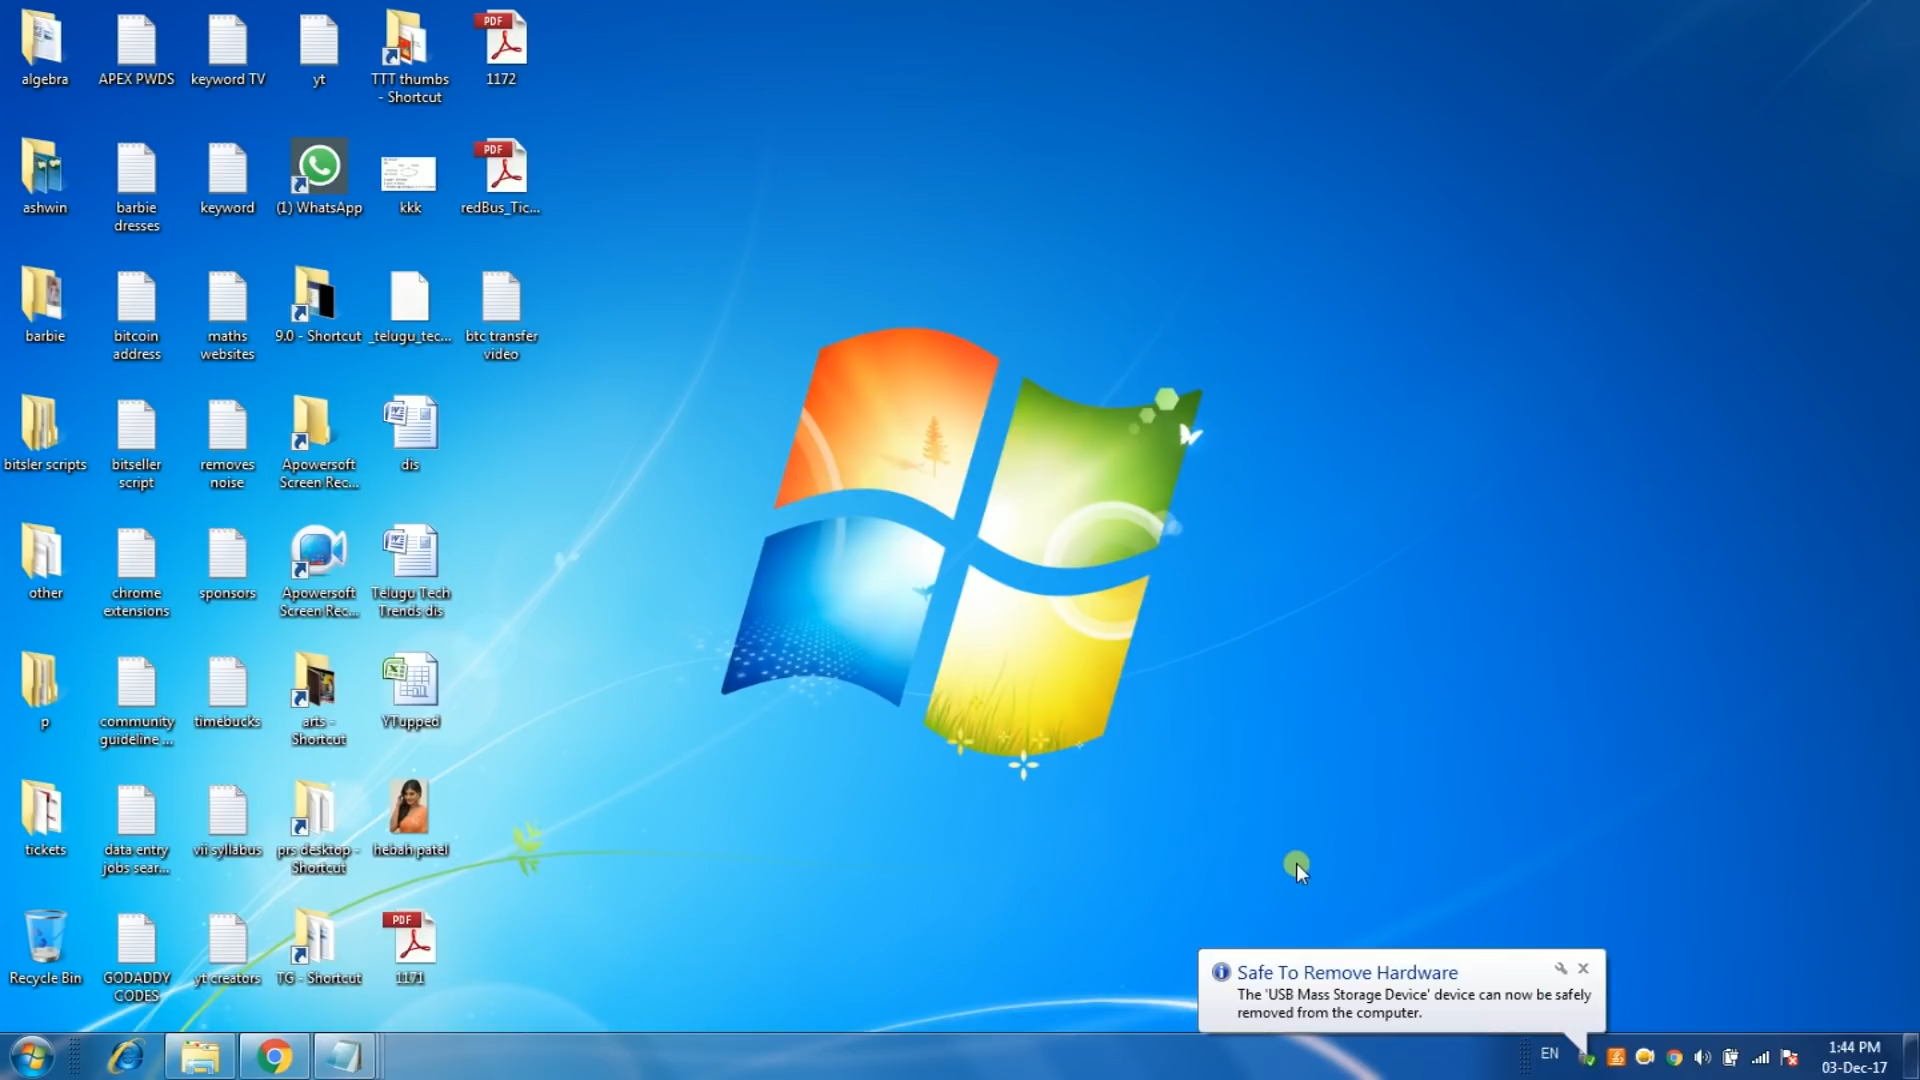 algebra
APEX PWDS
keyword TV
yt
TTT thumbs
- Shortcut
PDF
1172
ashwin
barbie
dresses
keyword
(1) WhatsApp
kkk
PDF
redBus_Tic...
barbie
bitcoin
address
maths
websites
9.0 - Shortcut
_telugu_tec...
btc transfer
video
bitsler scripts
bitseller
script
removes
noise
Apowersoft
Screen Rec...
dis
other
chrome
extensions
sponsors
Apowersoft
Screen Rec...
Telugu Tech
Trends dis
p
community
guideline ...
timebucks
arts -
Shortcut
YTupped
tickets
data entry
jobs sear...
vii syllabus
prs desktop -
Shortcut
hebah patel
Recycle Bin
GODADDY
CODES
yt creators
TG - Shortcut
PDF
1171
Safe To Remove Hardware
The 'USB Mass Storage Device' device can now be safely
removed from the computer.
EN
1:44 PM
03-Dec-17